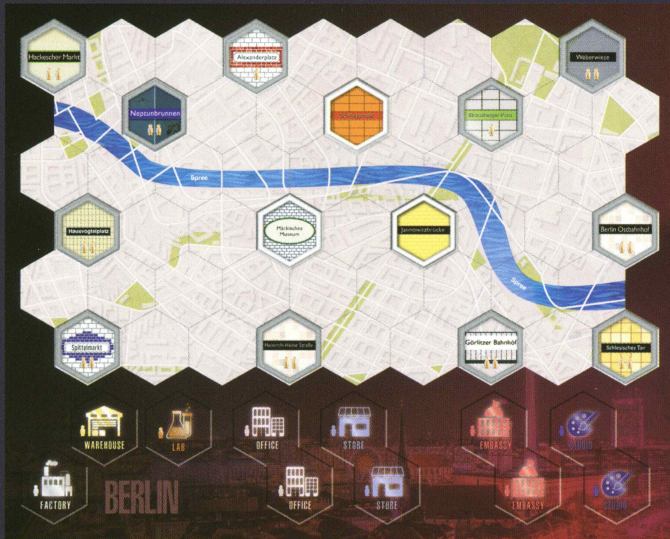 Hackescher Markt
Alexanderplatz
Weberwiese
Neptunbrunnen
Schillingstraße
Strausberger Platz
Spree
Hausvogteiplatz
Märkisches
Museum
Jannowitzbrücke
Berlin Ostbahnhof
Spree
Spittelmarkt
Heinrich-Heine Straße
Görlitzer Bahnhof
Schlesisches Tor
WAREHOUSE
LAB
OFFICE
STORE
EMBASSY
STUDIO
FACTORY
BERLIN
OFFICE
STORE
EMBASSY
STUDIO